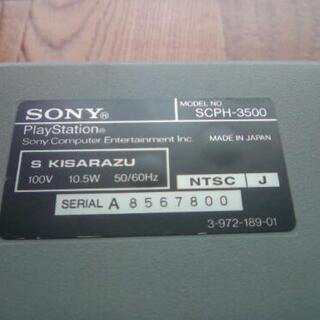 SONY®
MODEL NO
SCPH-3500
PlayStation®
Sony Computer Entertainment Inc.
MADE IN JAPAN
S KISARAZU
100V 10.5W 50/60Hz
NTSC J
SERIAL A 8567800
3-972-189-01